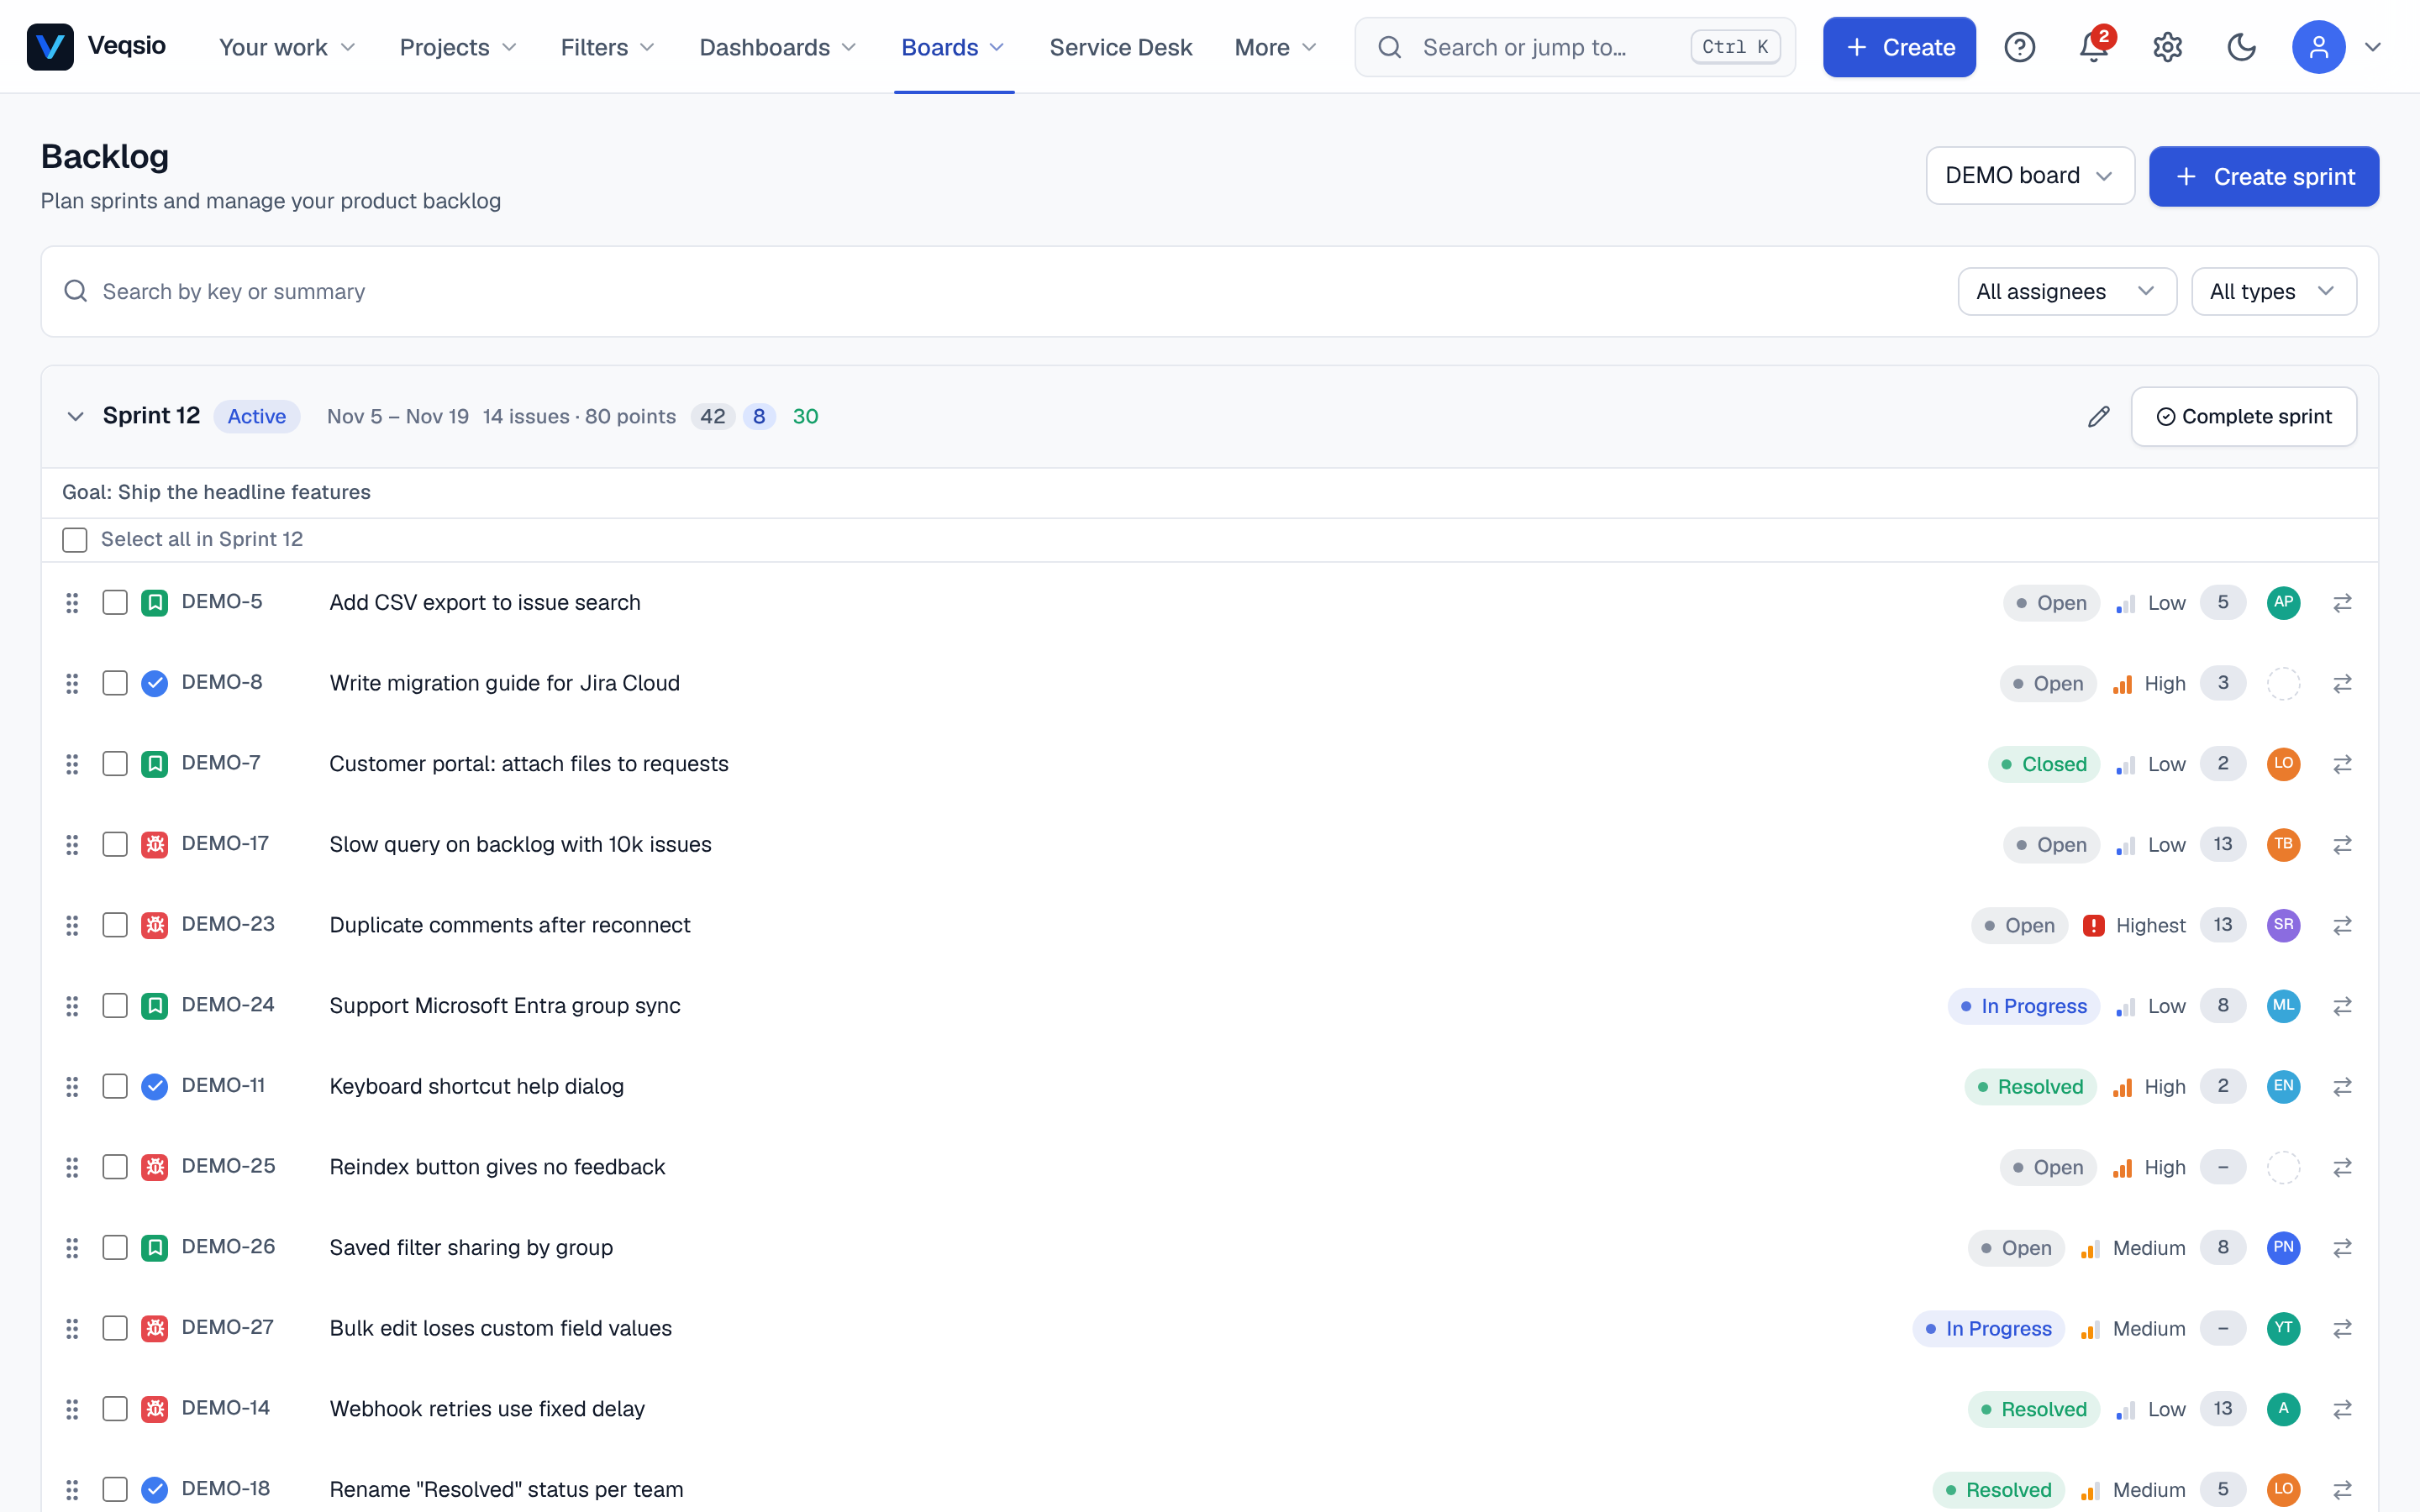 Veqsio Your work Projects Filters Dashboards Boards Service Desk More Search or jump to... Ctrl K + Create 2
Backlog
Plan sprints and manage your product backlog
DEMO board + Create sprint
Search by key or summary All assignees All types
Sprint 12 Active Nov 5 – Nov 19 14 issues · 80 points 42 8 30 Complete sprint
Goal: Ship the headline features
Select all in Sprint 12
DEMO-5 Add CSV export to issue search Open Low 5 AP
DEMO-8 Write migration guide for Jira Cloud Open High 3
DEMO-7 Customer portal: attach files to requests Closed Low 2 LO
DEMO-17 Slow query on backlog with 10k issues Open Low 13 TB
DEMO-23 Duplicate comments after reconnect Open Highest 13 SR
DEMO-24 Support Microsoft Entra group sync In Progress Low 8 ML
DEMO-11 Keyboard shortcut help dialog Resolved High 2 EN
DEMO-25 Reindex button gives no feedback Open High –
DEMO-26 Saved filter sharing by group Open Medium 8 PN
DEMO-27 Bulk edit loses custom field values In Progress Medium – YT
DEMO-14 Webhook retries use fixed delay Resolved Low 13 A
DEMO-18 Rename "Resolved" status per team Resolved Medium 5 LO